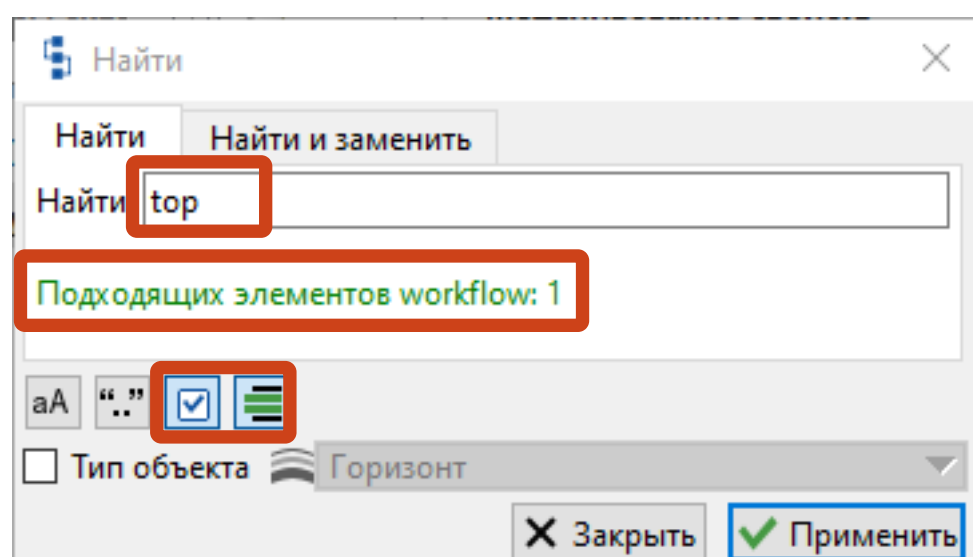 Найти
Найти Найти и заменить
Найти top
Подходящих элементов workflow: 1
aA “..”
Тип объекта Горизонт
Закрыть Применить